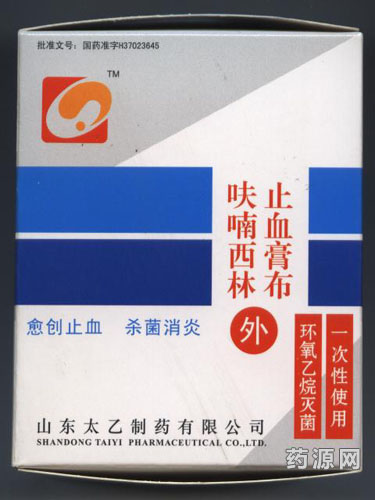 批准文号：国药准字H37023645
TM
呋喃西林
止血膏布
外
愈创止血 杀菌消炎
环氧乙烷灭菌
一次性使用
山东太乙制药有限公司
SHANDONG TAIYI PHARMACEUTICAL CO.,LTD.
药源网